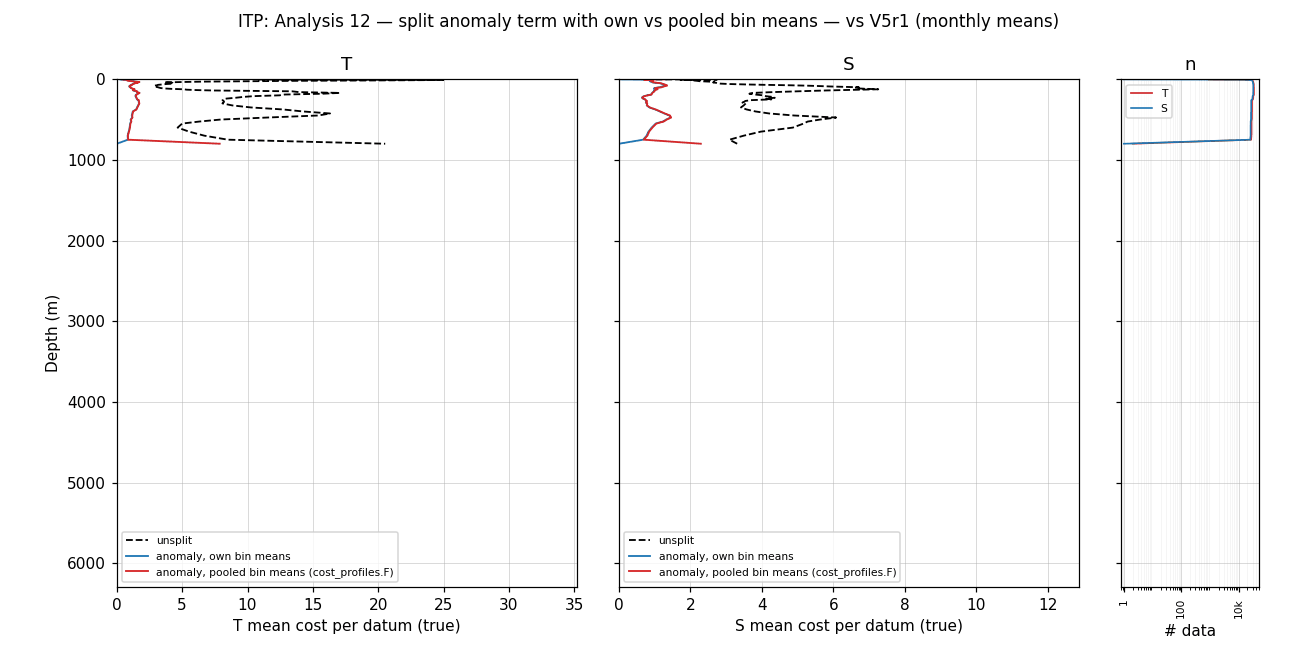 ITP: Analysis 12 — split anomaly term with own vs pooled bin means — vs V5r1 (monthly means)
T
S
n
0
1000
2000
3000
4000
5000
6000
Depth (m)
unsplit
anomaly, own bin means
anomaly, pooled bin means (cost_profiles.F)
0 5 10 15 20 25 30 35
T mean cost per datum (true)
unsplit
anomaly, own bin means
anomaly, pooled bin means (cost_profiles.F)
0 2 4 6 8 10 12
S mean cost per datum (true)
T
S
1 100 10k
# data